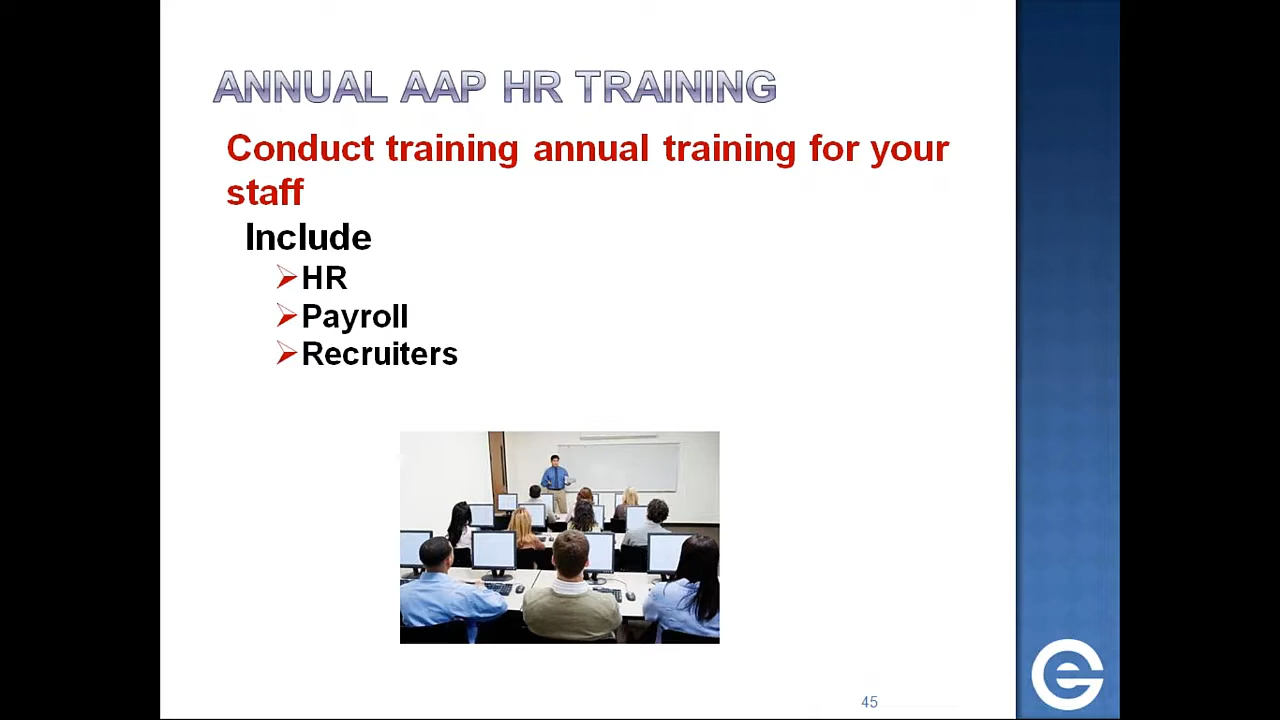 ANNUAL AAP HR TRAINING
Conduct training annual training for your
staff
Include
HR
Payroll
Recruiters
45